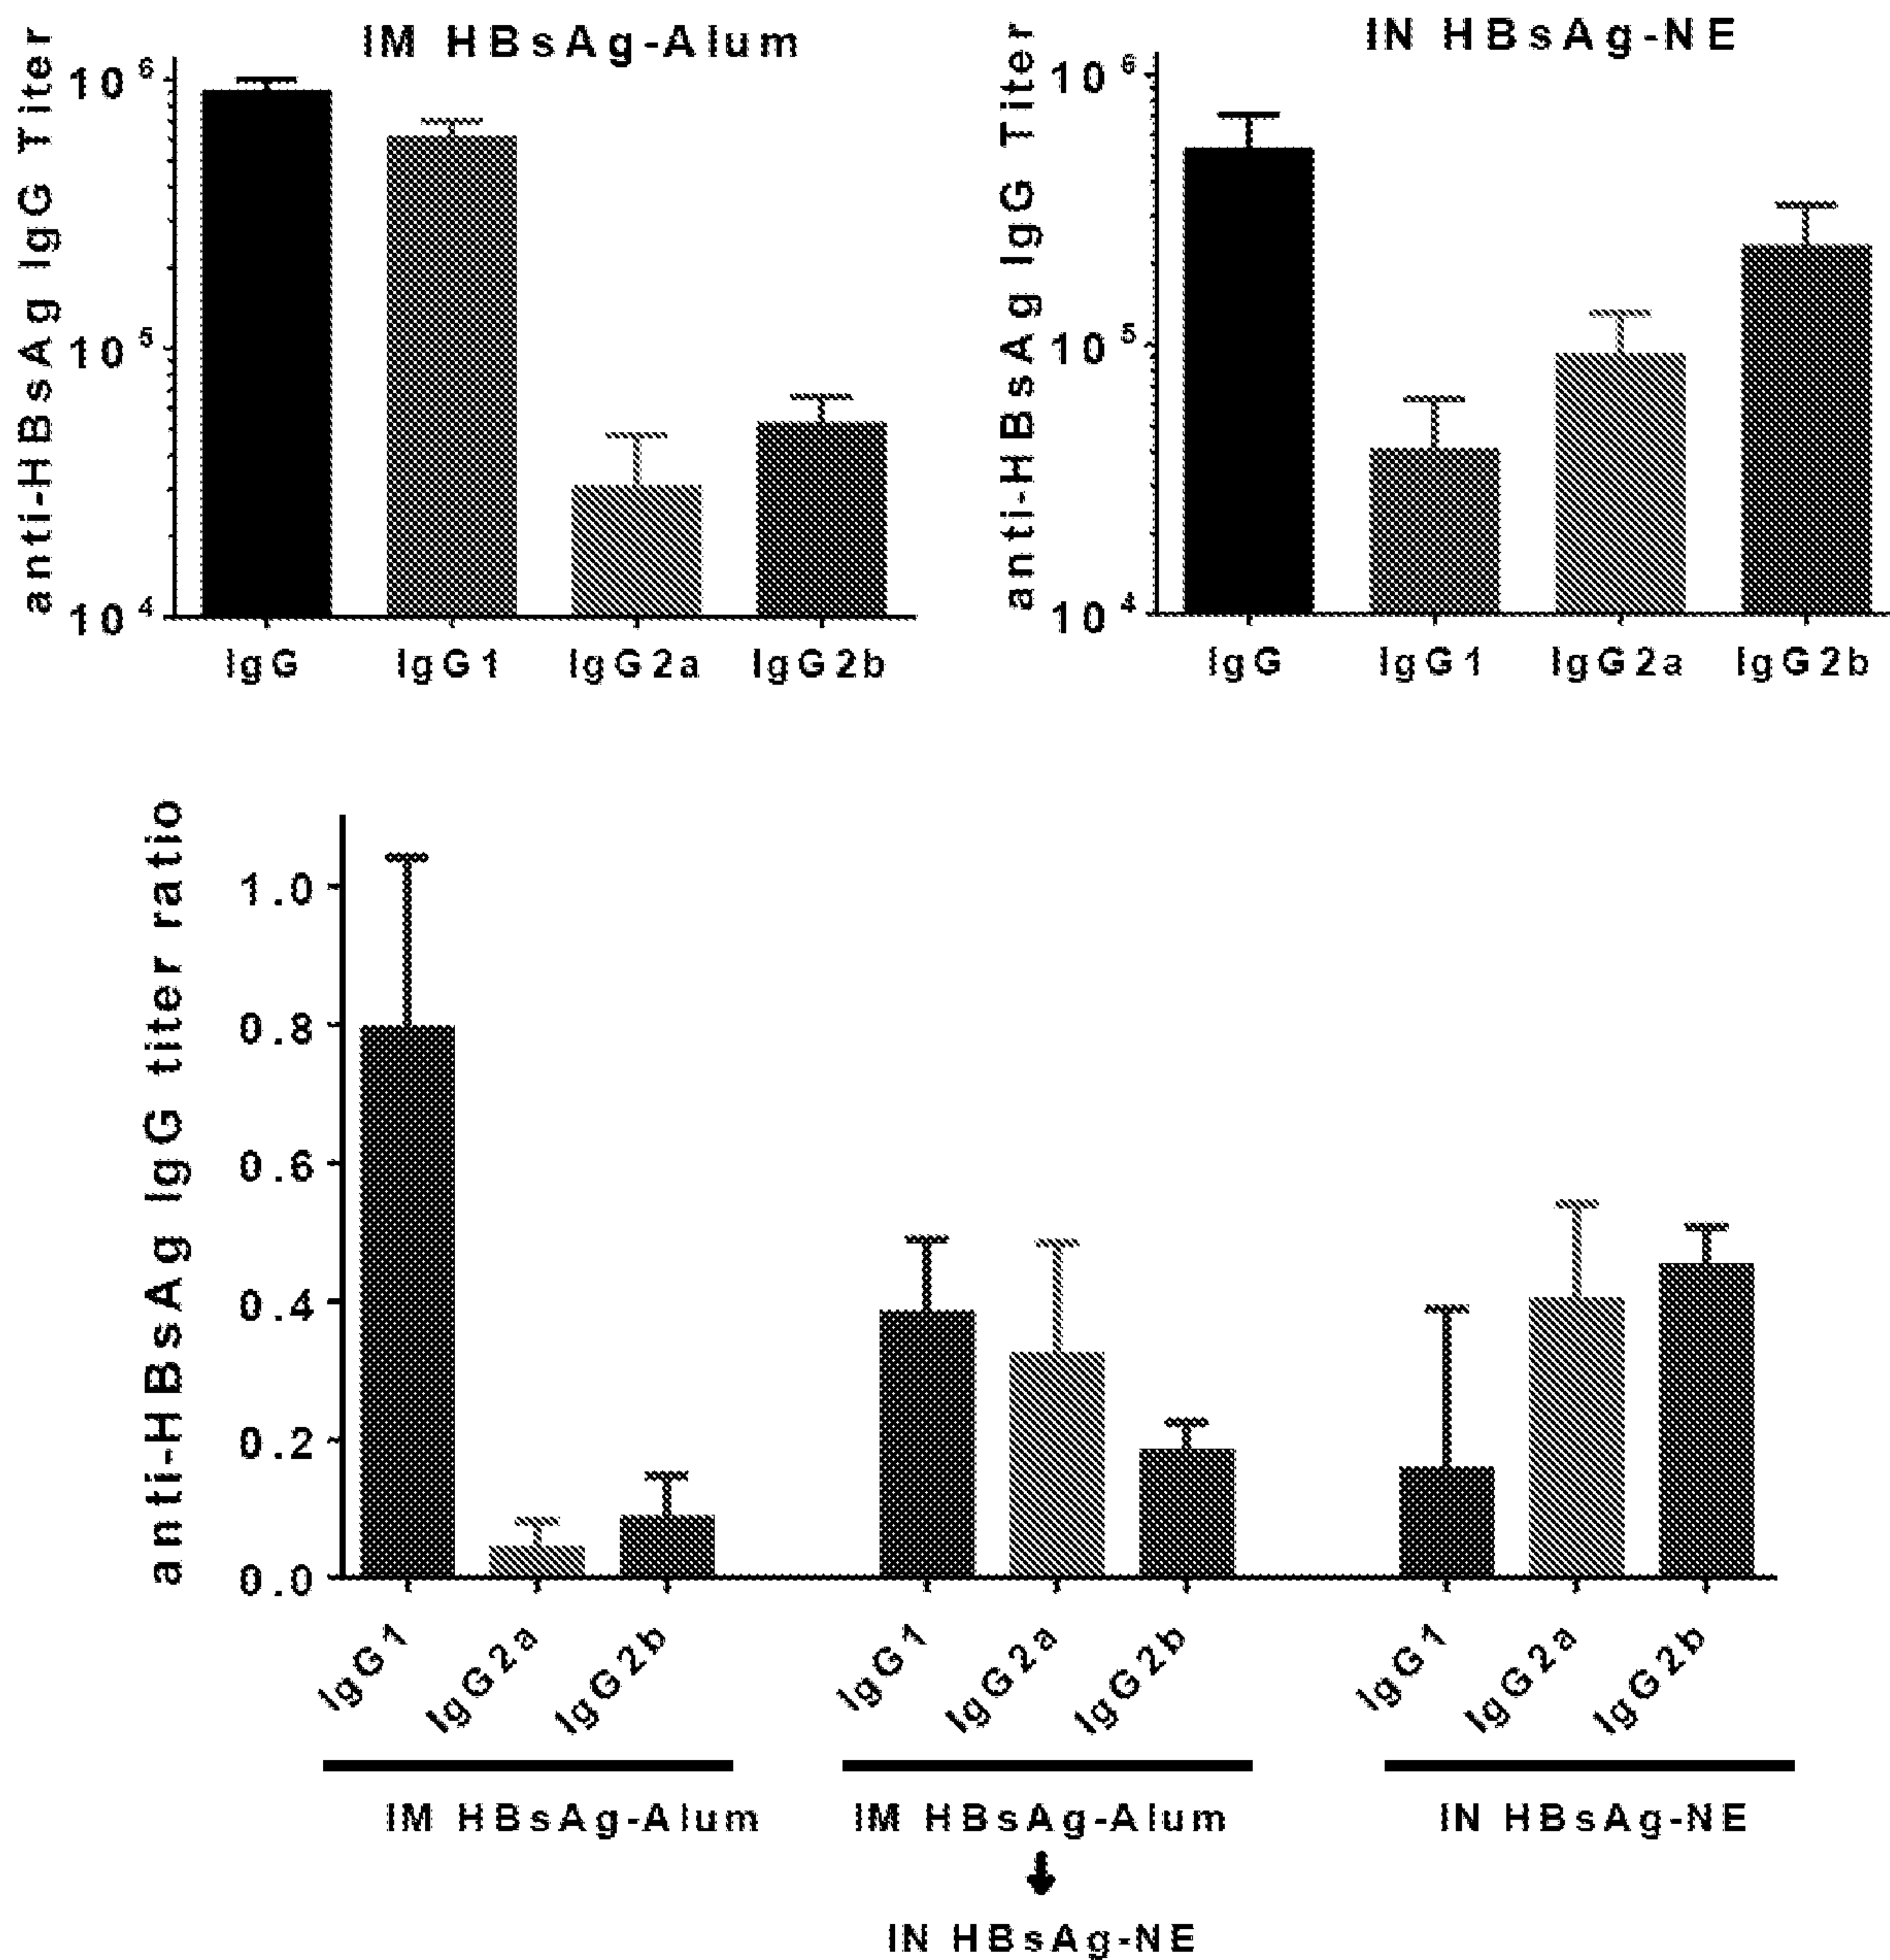 IM HBsAg-Alum
anti-HBsAg IgG Titer
10⁶
10⁵
10⁴
IgG IgG1 IgG2a IgG2b
IN HBsAg-NE
anti-HBsAg IgG Titer
10⁶
10⁵
10⁴
IgG IgG1 IgG2a IgG2b
anti-HBsAg IgG titer ratio
1.0
0.8
0.6
0.4
0.2
0.0
IgG1 IgG2a IgG2b IgG1 IgG2a IgG2b IgG1 IgG2a IgG2b
IM HBsAg-Alum IM HBsAg-Alum IN HBsAg-NE
IN HBsAg-NE